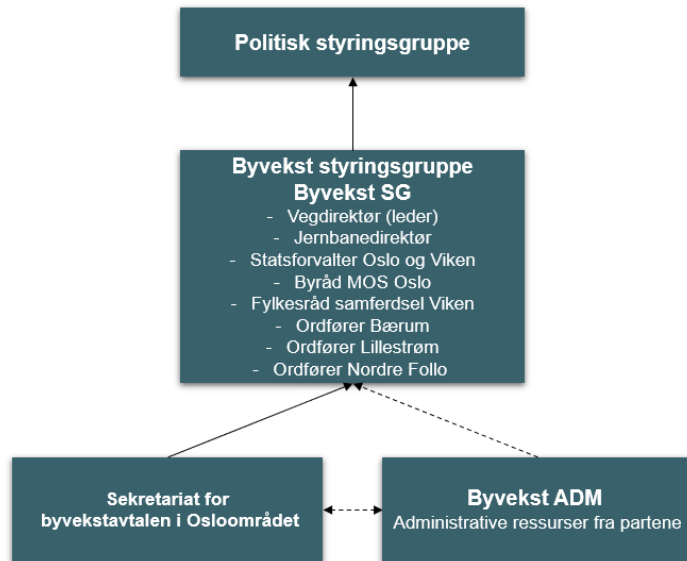 Politisk styringsgruppe
Byvekst styringsgruppe
Byvekst SG
- Vegdirektør (leder)
- Jernbanedirektør
- Statsforvalter Oslo og Viken
- Byråd MOS Oslo
- Fylkesråd samferdsel Viken
- Ordfører Bærum
- Ordfører Lillestrøm
- Ordfører Nordre Follo
Sekretariat for
byvekstavtalen i Osloområdet
Byvekst ADM
Administrative ressurser fra partene